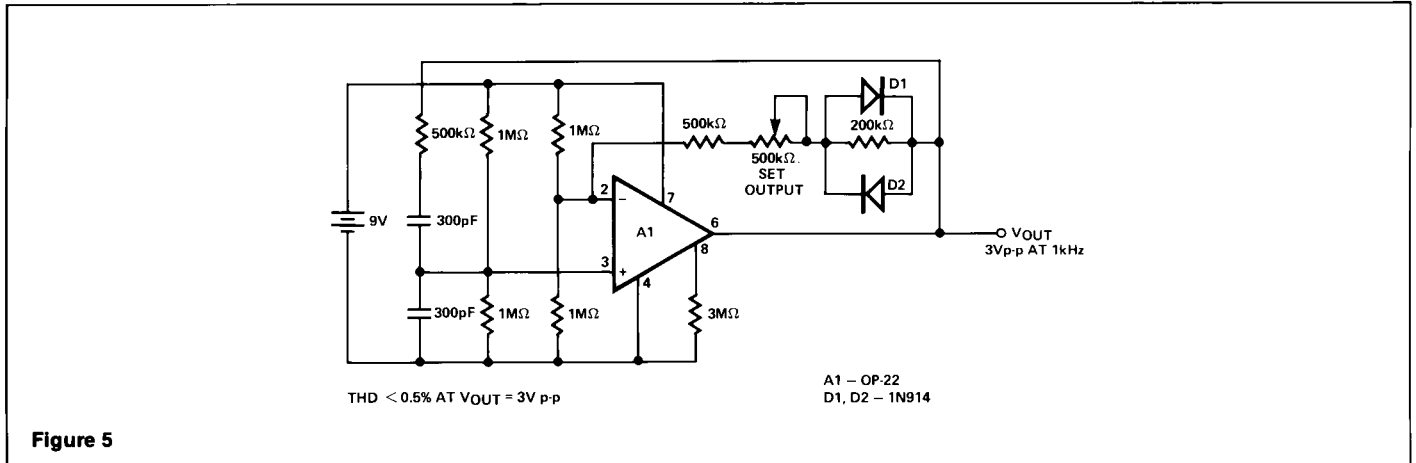 D1
500kΩ
200kΩ
500kΩ
1MΩ
1MΩ
500kΩ.
SET
OUTPUT
D2
2
7
9V
300pF
A1
6
VOUT
3Vp-p AT 1kHz
3
8
4
300pF
1MΩ
1MΩ
3MΩ
THD < 0.5% AT VOUT = 3V p-p
A1 – OP-22
D1, D2 – 1N914
Figure 5